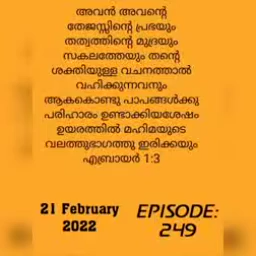 അവൻ അവന്റെ
തേജസ്സിന്റെ പ്രഭയും
തത്വത്തിന്റെ മുദ്രയും
സകലത്തേയും തന്റെ
ശക്തിയുള്ള വചനത്താൽ
വഹിക്കുന്നവനും
ആകകൊണ്ടു പാപങ്ങൾക്കു
പരിഹാരം ഉണ്ടാക്കിയശേഷം
ഉയരത്തിൽ മഹിമയുടെ
വലത്തുഭാഗത്തു ഇരിക്കയും
എബ്രായർ 1:3
21 February
2022
EPISODE:
249